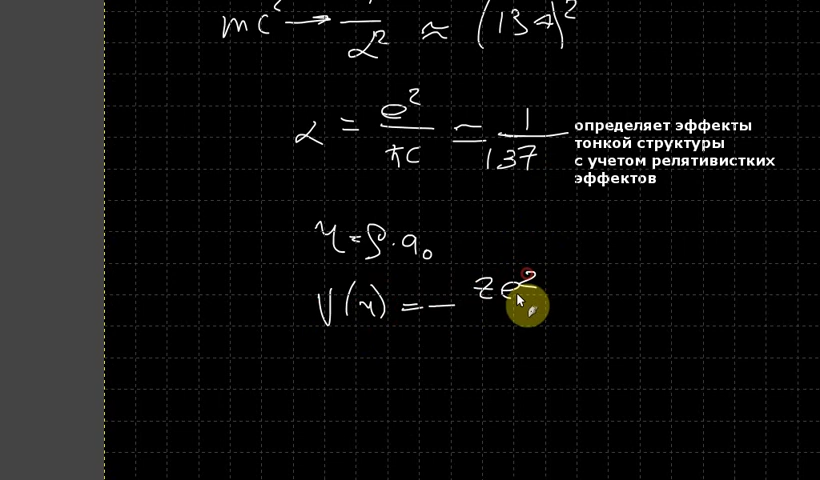 mc² → 1/α² ≈ (137)²
α = e²/ħc ≃ 1/137
определяет эффекты
тонкой структуры
с учетом релятивистких
эффектов
r = ρ·a₀
V(r) = − ze²